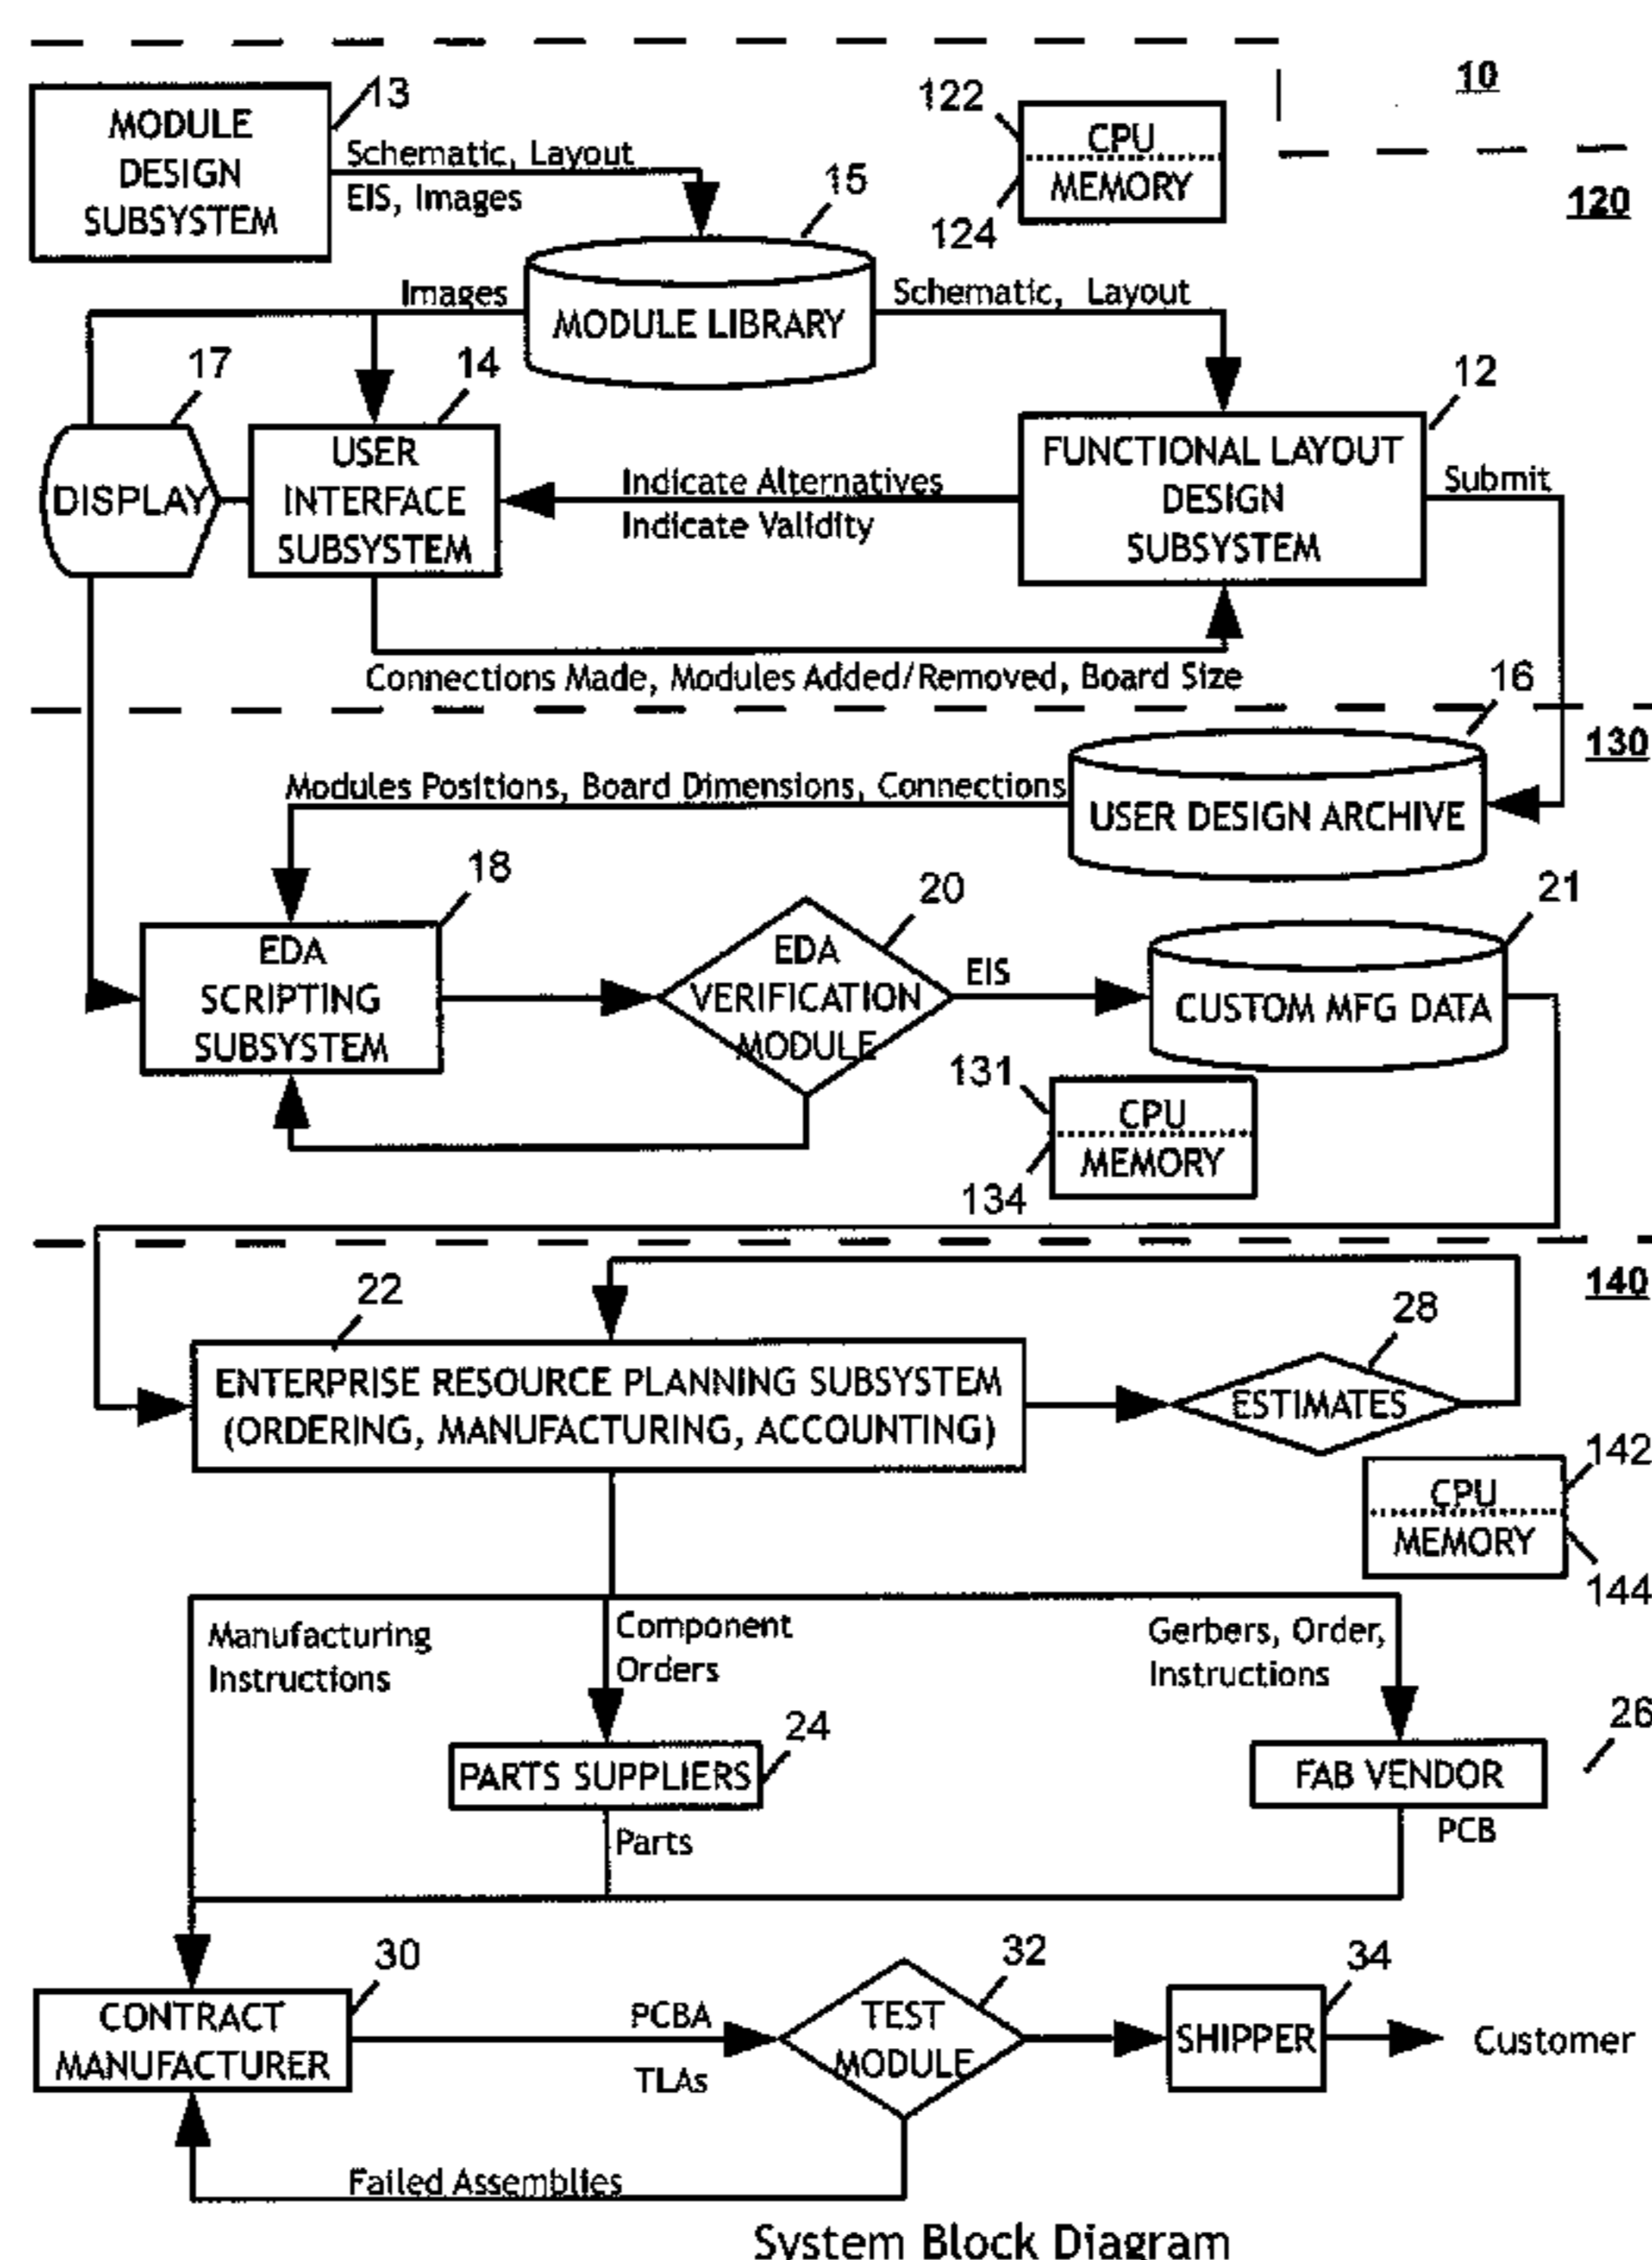 10
13
MODULE
DESIGN
SUBSYSTEM
Schematic, Layout
EIS, Images
122
CPU
MEMORY
124
120
15
MODULE LIBRARY
Images
Schematic, Layout
17
DISPLAY
14
USER
INTERFACE
SUBSYSTEM
Indicate Alternatives
Indicate Validity
12
FUNCTIONAL LAYOUT
DESIGN
SUBSYSTEM
Submit
Connections Made, Modules Added/Removed, Board Size
16
130
Modules Positions, Board Dimensions, Connections
USER DESIGN ARCHIVE
18
EDA
SCRIPTING
SUBSYSTEM
20
EDA
VERIFICATION
MODULE
EIS
21
CUSTOM MFG DATA
131
CPU
MEMORY
134
140
22
ENTERPRISE RESOURCE PLANNING SUBSYSTEM
(ORDERING, MANUFACTURING, ACCOUNTING)
28
ESTIMATES
142
CPU
MEMORY
144
Manufacturing
Instructions
Component
Orders
Gerbers, Order,
Instructions
24
PARTS SUPPLIERS
26
FAB VENDOR
Parts
PCB
30
CONTRACT
MANUFACTURER
PCBA
TLAs
32
TEST
MODULE
34
SHIPPER
Customer
Failed Assemblies
System Block Diagram